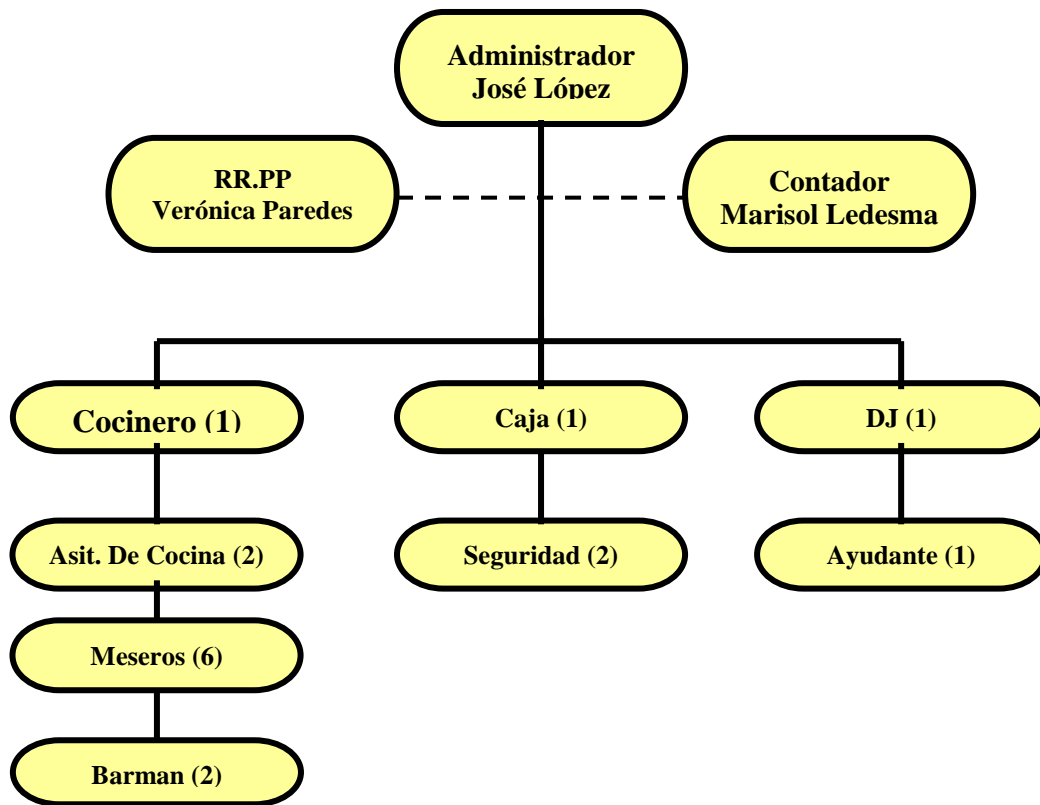 Administrador
José López
RR.PP
Verónica Paredes
Contador
Marisol Ledesma
Cocinero (1)
Caja (1)
DJ (1)
Asit. De Cocina (2)
Seguridad (2)
Ayudante (1)
Meseros (6)
Barman (2)